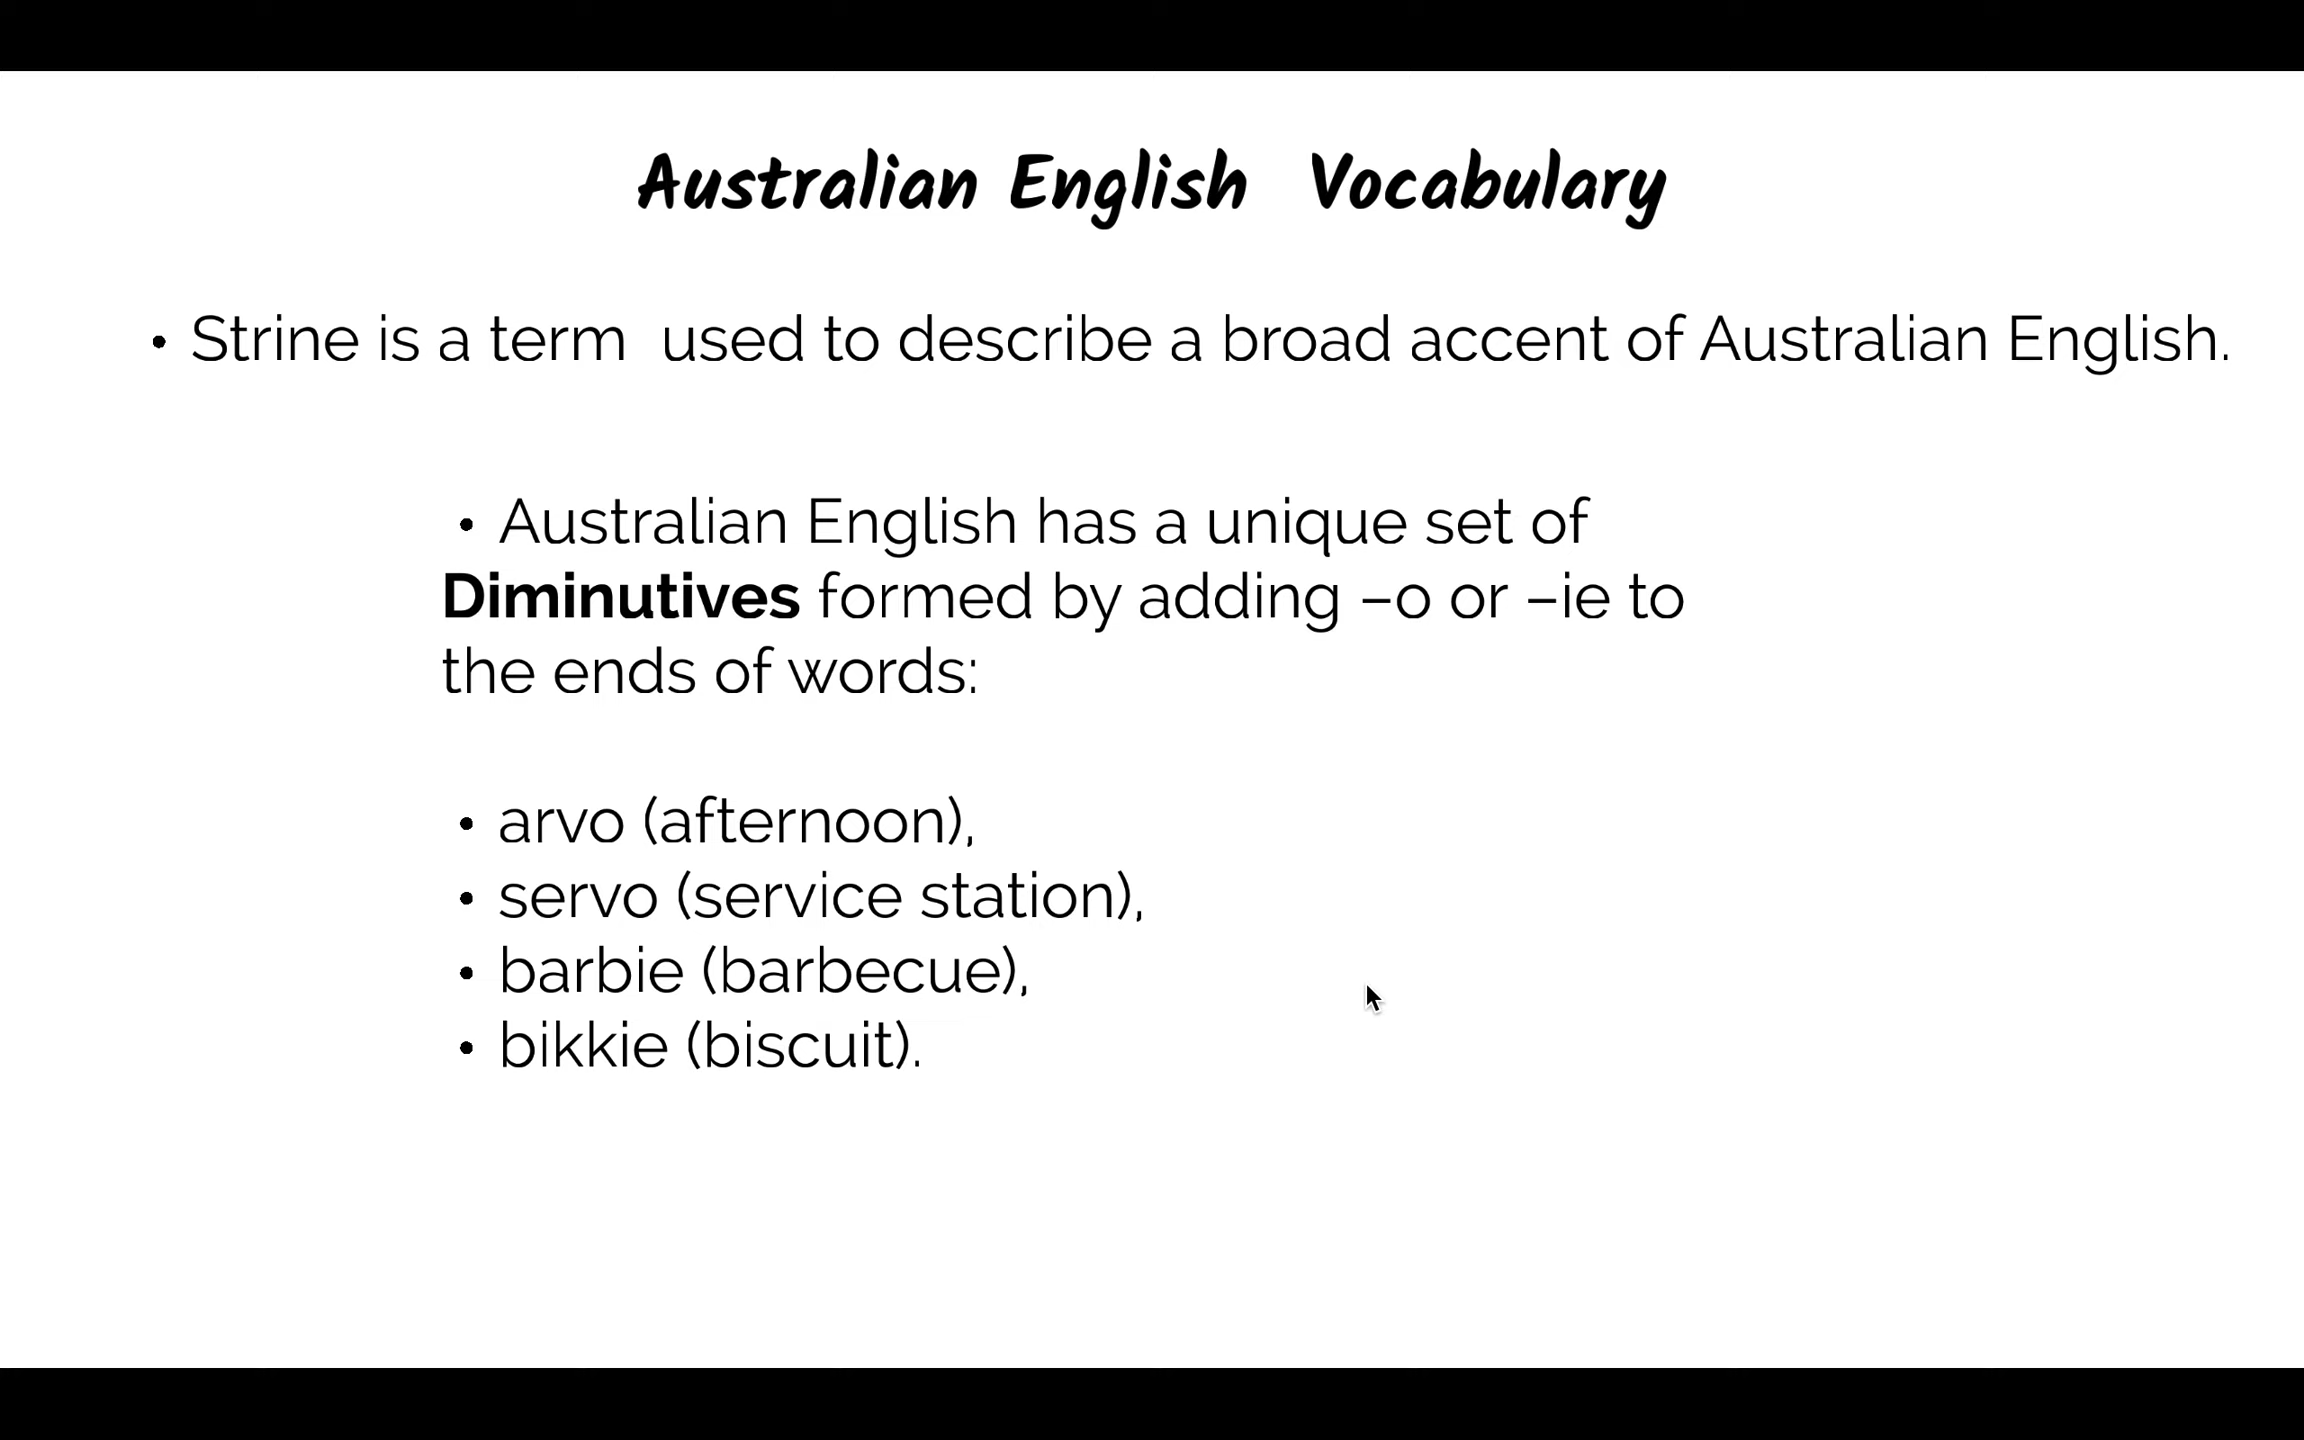 Australian English  Vocabulary
• Strine is a term  used to describe a broad accent of Australian English.
• Australian English has a unique set of
Diminutives formed by adding –o or –ie to
the ends of words:
• arvo (afternoon),
• servo (service station),
• barbie (barbecue),
• bikkie (biscuit).